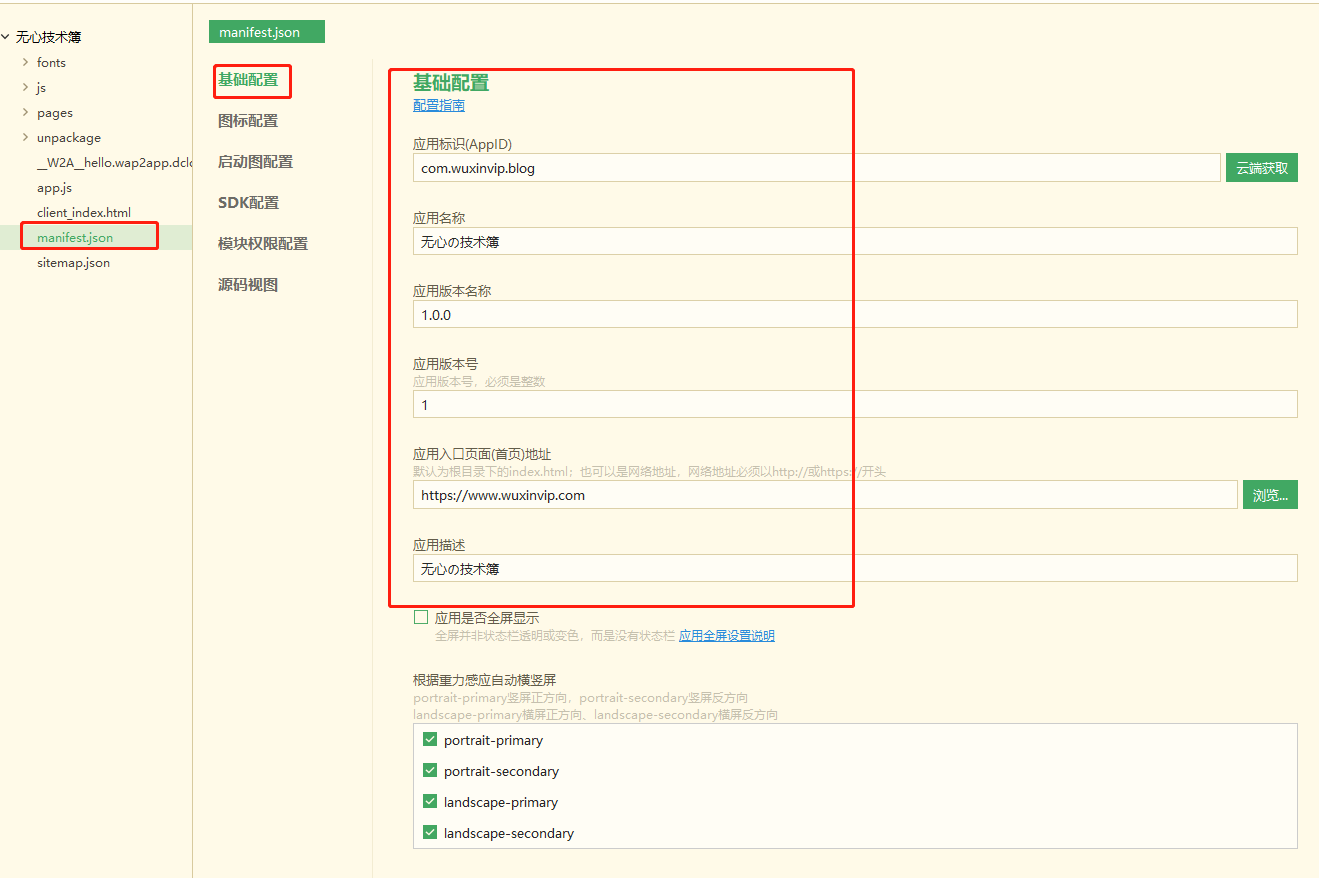 无心技术簿
fonts
js
pages
unpackage
__W2A__hello.wap2app.dclo
app.js
client_index.html
manifest.json
sitemap.json
manifest.json
基础配置
图标配置
启动图配置
SDK配置
模块权限配置
源码视图
基础配置
配置指南
应用标识(AppID)
com.wuxinvip.blog
云端获取
应用名称
无心の技术簿
应用版本名称
1.0.0
应用版本号
应用版本号，必须是整数
1
应用入口页面(首页)地址
默认为根目录下的index.html；也可以是网络地址，网络地址必须以http://或https://开头
https://www.wuxinvip.com
浏览...
应用描述
无心の技术簿
应用是否全屏显示
全屏并非状态栏透明或变色，而是没有状态栏 应用全屏设置说明
根据重力感应自动横竖屏
portrait-primary竖屏正方向，portrait-secondary竖屏反方向
landscape-primary横屏正方向、landscape-secondary横屏反方向
portrait-primary
portrait-secondary
landscape-primary
landscape-secondary